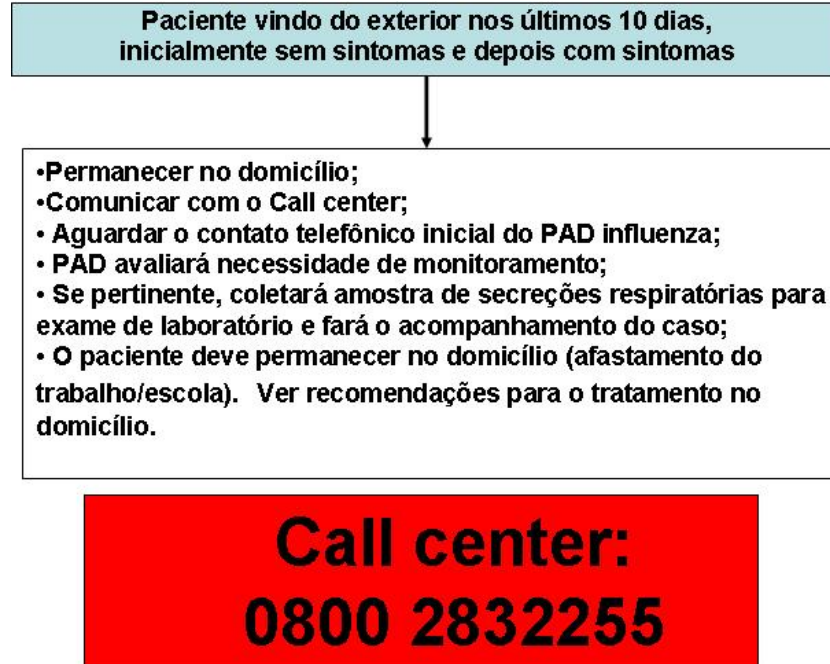 Paciente vindo do exterior nos últimos 10 dias,
inicialmente sem sintomas e depois com sintomas
•Permanecer no domicílio;
•Comunicar com o Call center;
• Aguardar o contato telefônico inicial do PAD influenza;
• PAD avaliará necessidade de monitoramento;
• Se pertinente, coletará amostra de secreções respiratórias para
exame de laboratório e fará o acompanhamento do caso;
• O paciente deve permanecer no domicílio (afastamento do
trabalho/escola). Ver recomendações para o tratamento no
domicílio.
Call center:
0800 2832255